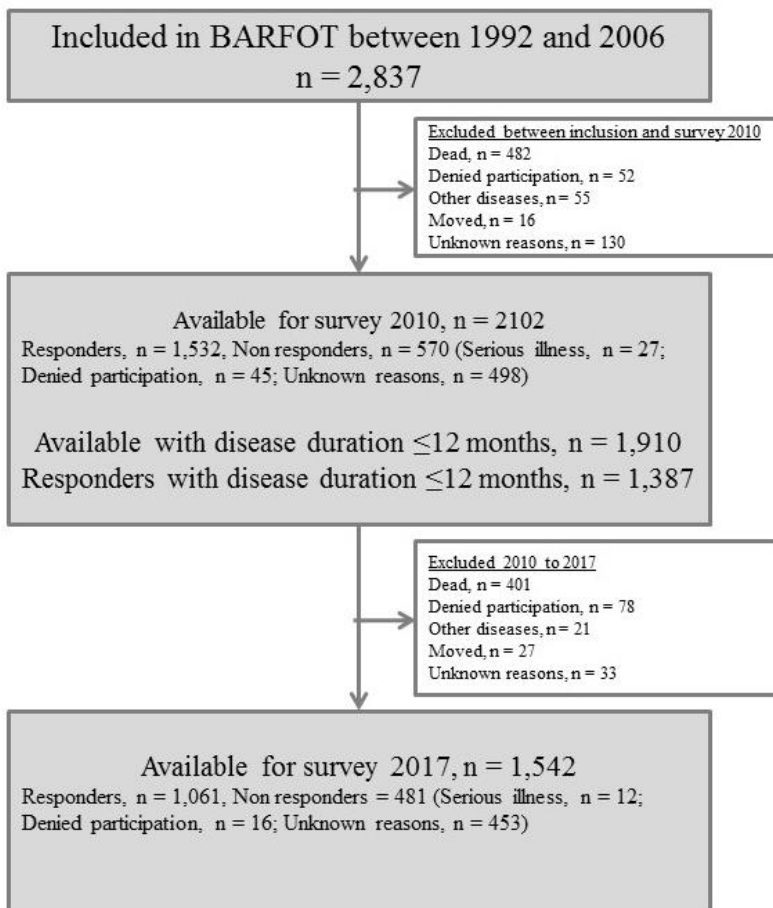 Included in BARFOT between 1992 and 2006
n = 2,837
Excluded between inclusion and survey 2010
Dead, n = 482
Denied participation, n = 52
Other diseases, n = 55
Moved, n = 16
Unknown reasons, n = 130
Available for survey 2010, n = 2102
Responders, n = 1,532, Non responders, n = 570 (Serious illness, n = 27;
Denied participation, n = 45; Unknown reasons, n = 498)
Available with disease duration ≤12 months, n = 1,910
Responders with disease duration ≤12 months, n = 1,387
Excluded 2010 to 2017
Dead, n = 401
Denied participation, n = 78
Other diseases, n = 21
Moved, n = 27
Unknown reasons, n = 33
Available for survey 2017, n = 1,542
Responders, n = 1,061, Non responders = 481 (Serious illness, n = 12;
Denied participation, n = 16; Unknown reasons, n = 453)